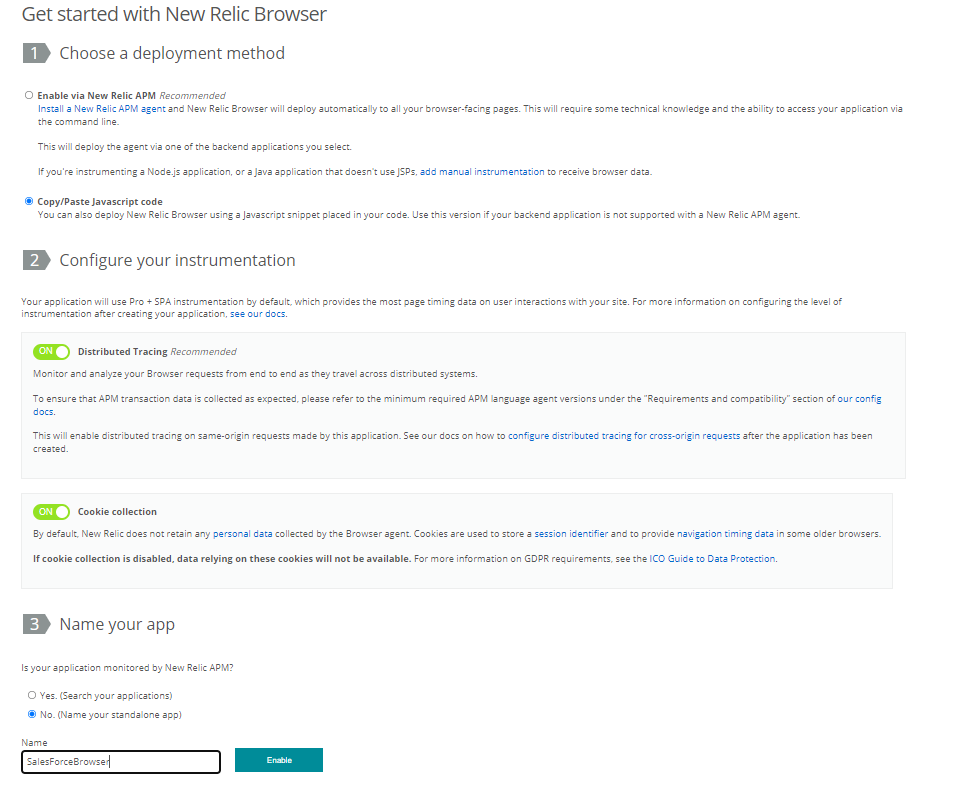 Get started with New Relic Browser
1 Choose a deployment method
Enable via New Relic APM Recommended
Install a New Relic APM agent and New Relic Browser will deploy automatically to all your browser-facing pages. This will require some technical knowledge and the ability to access your application via
the command line.
This will deploy the agent via one of the backend applications you select.
If you're instrumenting a Node.js application, or a Java application that doesn't use JSPs, add manual instrumentation to receive browser data.
Copy/Paste Javascript code
You can also deploy New Relic Browser using a Javascript snippet placed in your code. Use this version if your backend application is not supported with a New Relic APM agent.
2 Configure your instrumentation
Your application will use Pro + SPA instrumentation by default, which provides the most page timing data on user interactions with your site. For more information on configuring the level of
instrumentation after creating your application, see our docs.
ON Distributed Tracing Recommended
Monitor and analyze your Browser requests from end to end as they travel across distributed systems.
To ensure that APM transaction data is collected as expected, please refer to the minimum required APM language agent versions under the "Requirements and compatibility" section of our config
docs.
This will enable distributed tracing on same-origin requests made by this application. See our docs on how to configure distributed tracing for cross-origin requests after the application has been
created.
ON Cookie collection
By default, New Relic does not retain any personal data collected by the Browser agent. Cookies are used to store a session identifier and to provide navigation timing data in some older browsers.
If cookie collection is disabled, data relying on these cookies will not be available. For more information on GDPR requirements, see the ICO Guide to Data Protection.
3 Name your app
Is your application monitored by New Relic APM?
Yes. (Search your applications)
No. (Name your standalone app)
Name
SalesForceBrowser Enable